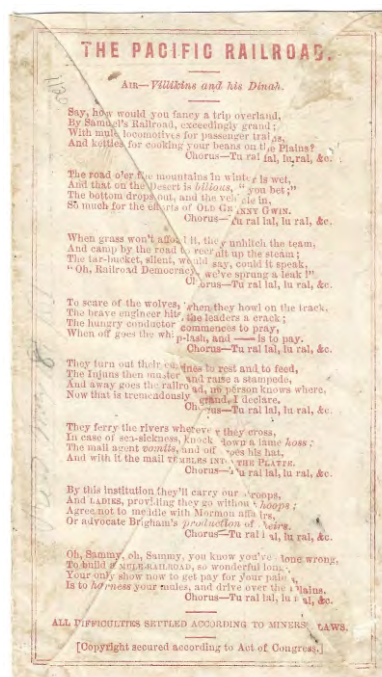 THE PACIFIC RAILROAD.
AIR—Villikins and his Dinah.
1120
Say, how would you fancy a trip overland,
By Samuel's Railroad, exceedingly grand;
With mule locomotives for passenger trains,
And kettles for cooking your beans on the Plains!
Chorus—Tu ral lal, lu ral, &c.
The road o'er the mountains in winter is wet,
And that on the Desert is bilious, "you bet;"
The bottom drops out, and the vehicle in,
So much for the efforts of OLD GRANNY GWIN.
Chorus—Tu ral lal, lu ral, &c.
When grass won't afford it, they unhitch the team,
And camp by the road to recruit up the steam;
The tar-bucket, silent, would say, could it speak,
"Oh, Railroad Democracy, we've sprung a leak!"
Chorus—Tu ral lal, lu ral, &c.
To scare of the wolves, when they howl on the track,
The brave engineer hits the leaders a crack;
The hungry conductor commences to pray,
When off goes the whip-lash, and —— is to pay.
Chorus—Tu ral lal, lu ral, &c.
They turn out their engines to rest and to feed,
The Injuns then muster and raise a stampede,
And away goes the railroad, no person knows where,
Now that is tremendously grand, I declare.
Chorus—Tu ral lal, lu ral, &c.
They ferry the rivers wherever they cross,
In case of sea-sickness, knock down a lame hoss;
The mail agent vomits, and off goes his hat,
And with it the mail TUMBLES INTO THE PLATTE.
Chorus—Tu ral lal, lu ral, &c.
By this institution they'll carry our troops,
And LADIES, providing they go without hoops;
Agree not to meddle with Mormon affairs,
Or advocate Brigham's production of heirs.
Chorus—Tu ral lal, lu ral, &c.
Oh, Sammy, oh, Sammy, you know you've done wrong,
To build a MULE RAILROAD, so wonderful long,
Your only show now to get pay for your pains,
Is to harness your mules, and drive over the Plains.
Chorus—Tu ral lal, lu ral, &c.
ALL DIFFICULTIES SETTLED ACCORDING TO MINERS' LAWS.
[Copyright secured according to Act of Congress.]